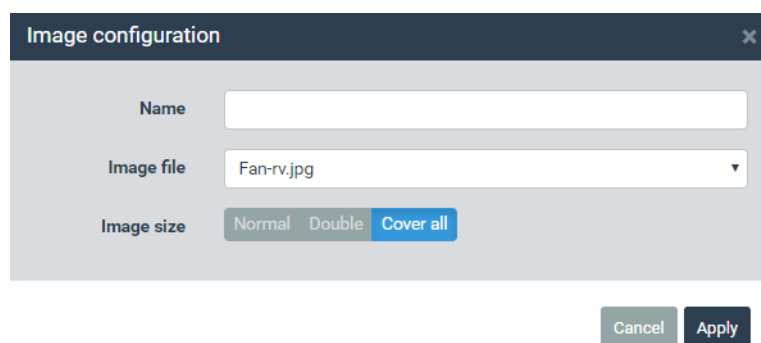 Image configuration ×
Name
Image file Fan-rv.jpg
Image size Normal Double Cover all
Cancel Apply